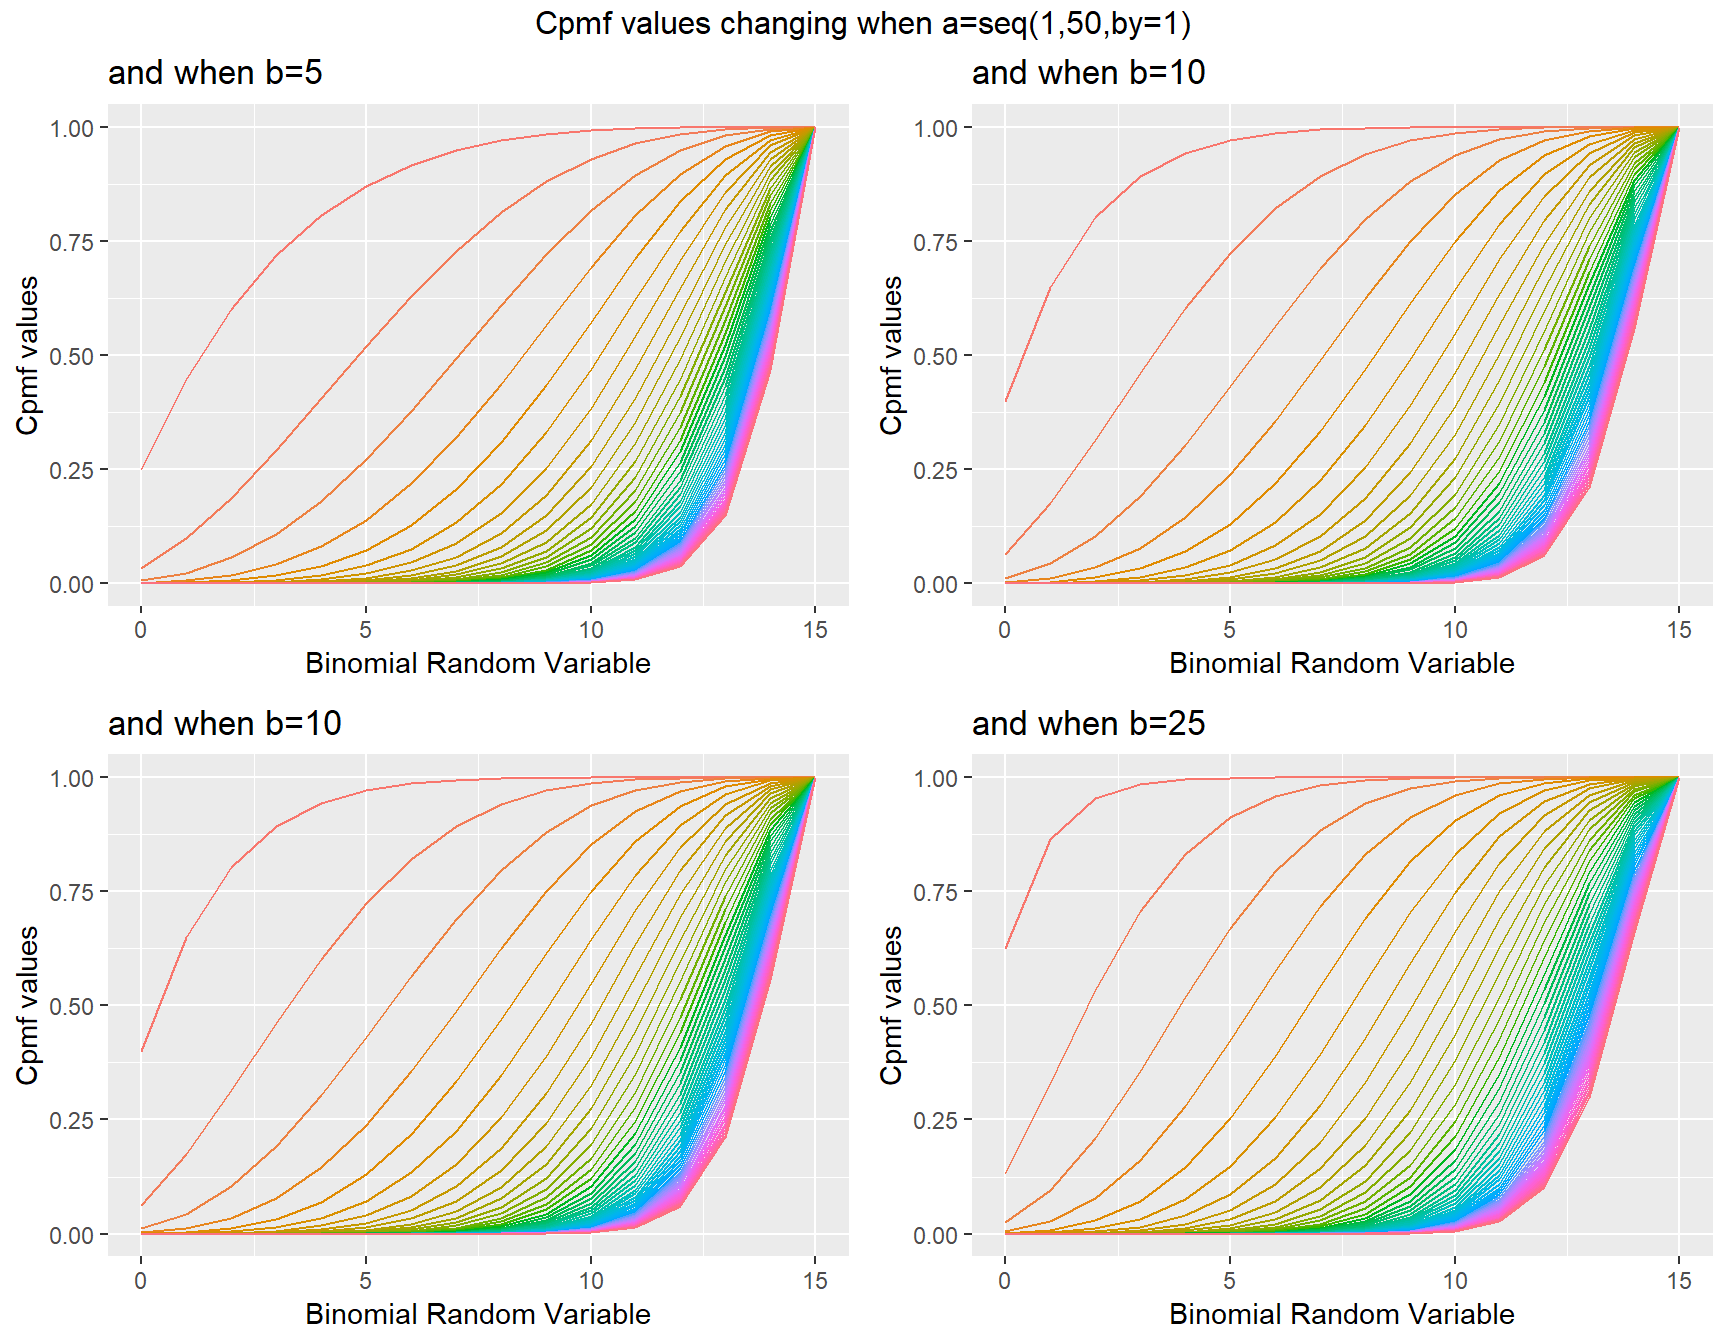 Cpmf values changing when a=seq(1,50,by=1)
and when b=5
1.00
0.75
0.50
0.25
0.00
Cpmf values
0 5 10 15
Binomial Random Variable
and when b=10
1.00
0.75
0.50
0.25
0.00
Cpmf values
0 5 10 15
Binomial Random Variable
and when b=10
1.00
0.75
0.50
0.25
0.00
Cpmf values
0 5 10 15
Binomial Random Variable
and when b=25
1.00
0.75
0.50
0.25
0.00
Cpmf values
0 5 10 15
Binomial Random Variable